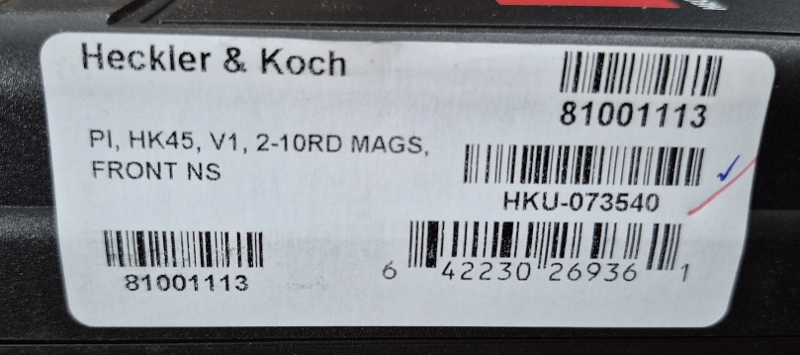 Heckler & Koch
81001113
PI, HK45, V1, 2-10RD MAGS,
FRONT NS
HKU-073540
81001113
6 42230 26936 1